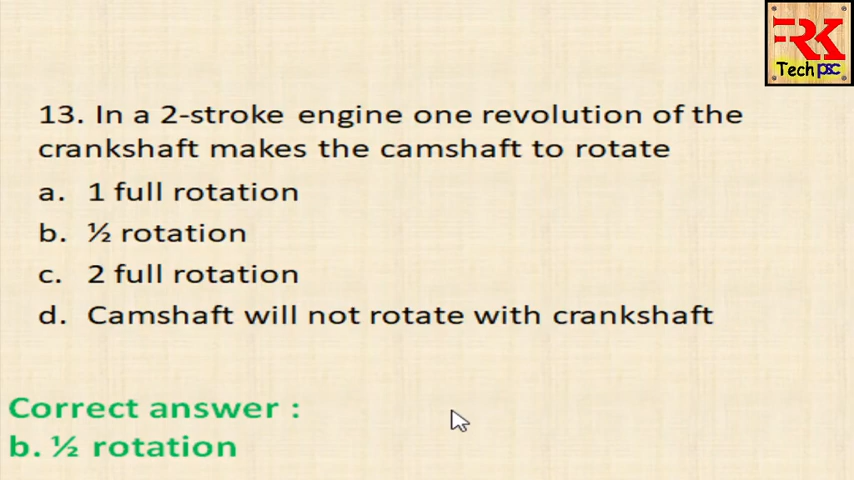 RK
Tech psc
13. In a 2-stroke engine one revolution of the
crankshaft makes the camshaft to rotate
a. 1 full rotation
b. ½ rotation
c. 2 full rotation
d. Camshaft will not rotate with crankshaft
Correct answer :
b. ½ rotation